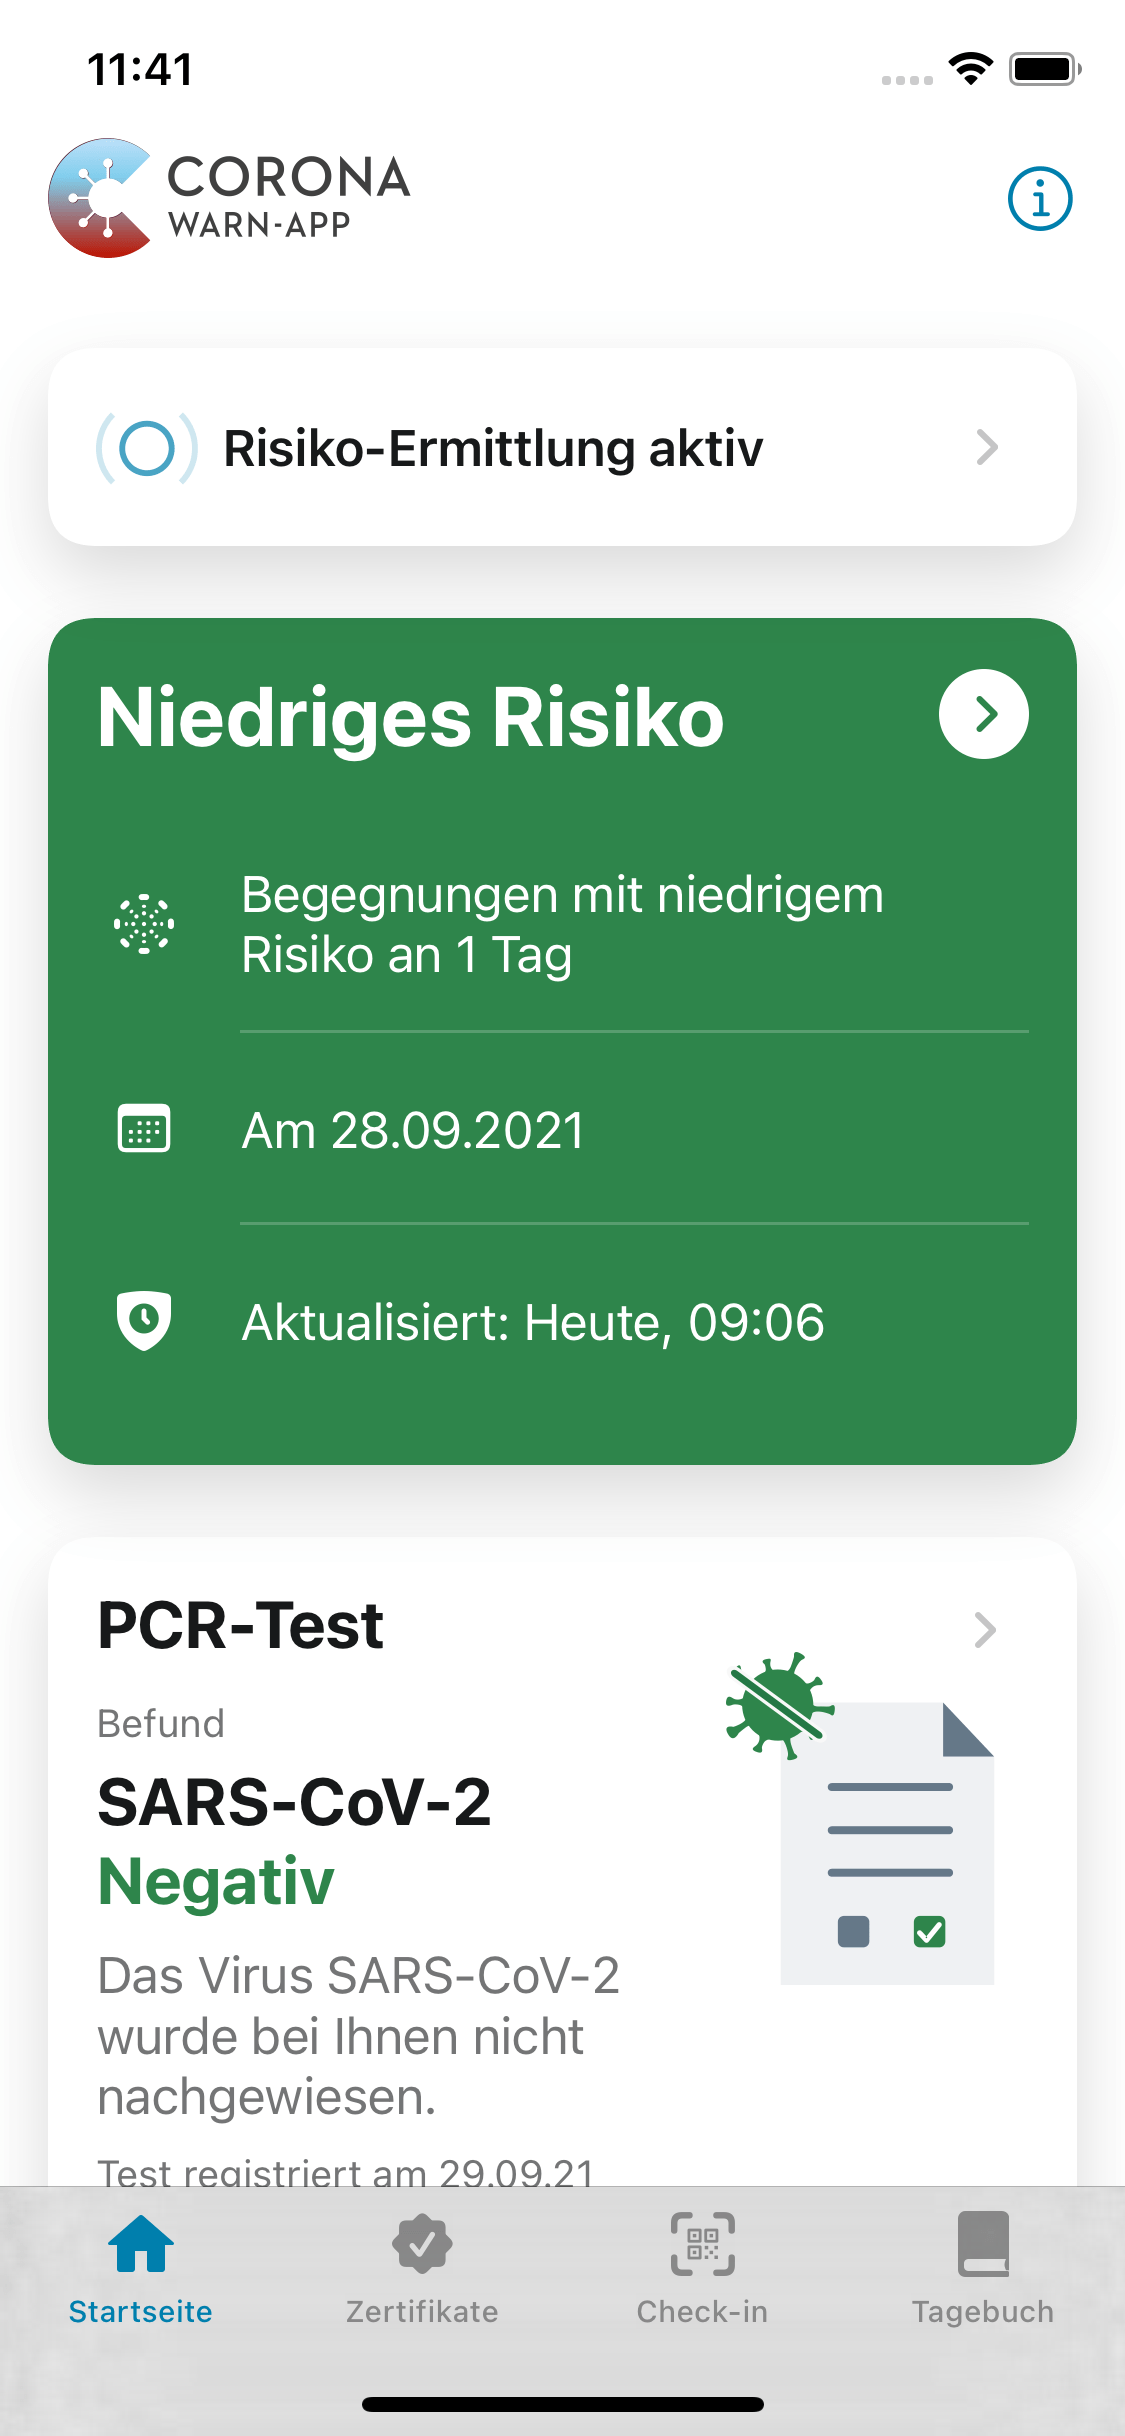 11:41
CORONA
WARN-APP
Risiko-Ermittlung aktiv
Niedriges Risiko
Begegnungen mit niedrigem
Risiko an 1 Tag
Am 28.09.2021
Aktualisiert: Heute, 09:06
PCR-Test
Befund
SARS-CoV-2
Negativ
Das Virus SARS-CoV-2
wurde bei Ihnen nicht
nachgewiesen.
Test registriert am 29.09.21
Startseite
Zertifikate
Check-in
Tagebuch